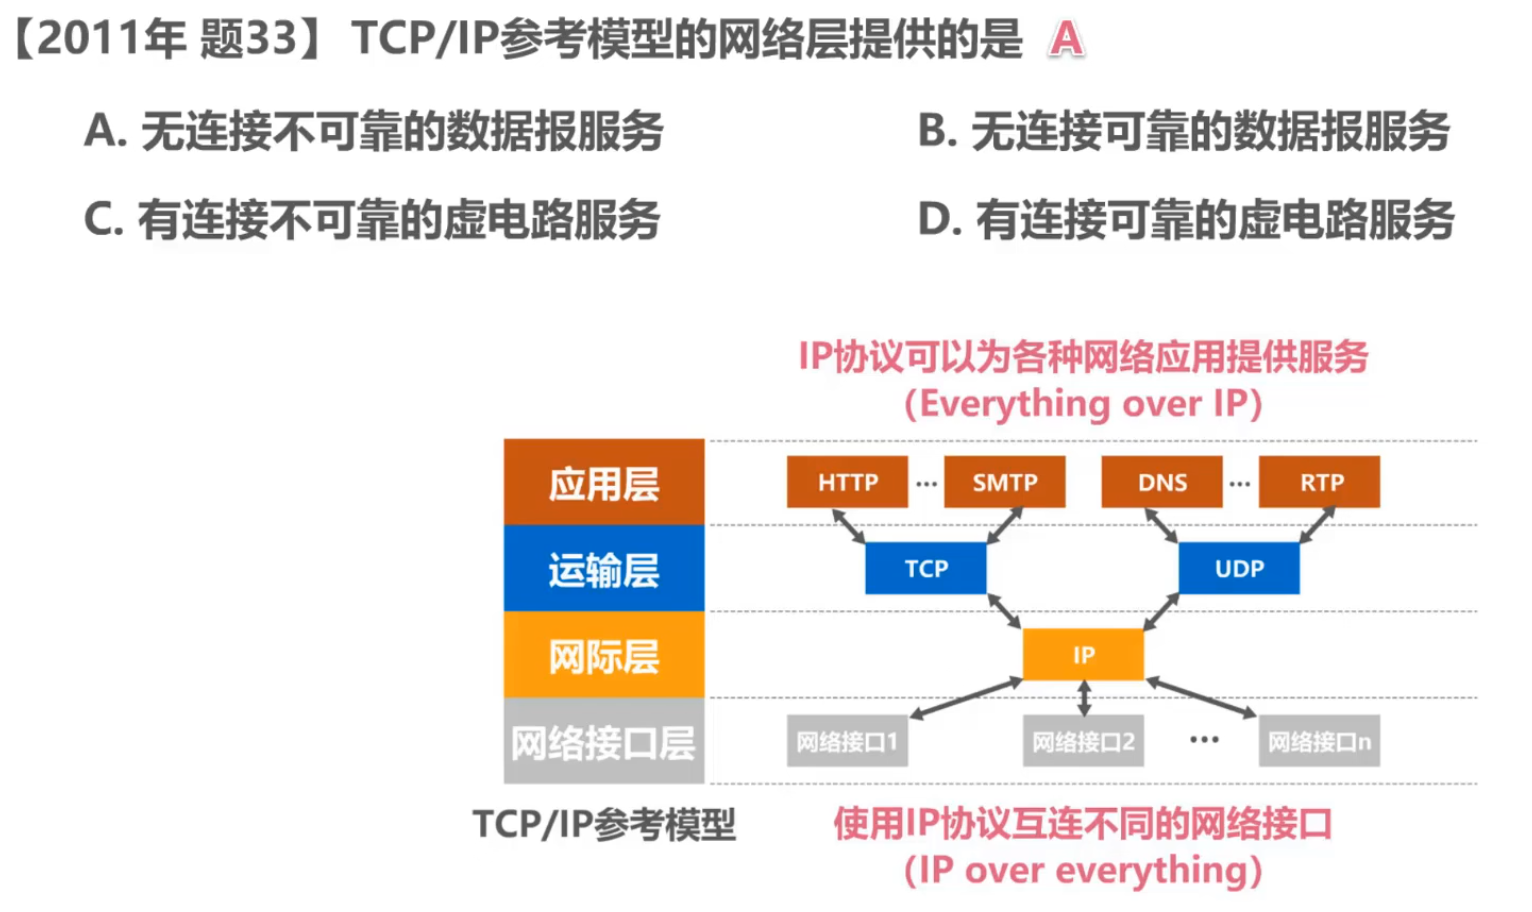 【2011年 题33】 TCP/IP参考模型的网络层提供的是 A
A. 无连接不可靠的数据报服务 B. 无连接可靠的数据报服务
C. 有连接不可靠的虚电路服务 D. 有连接可靠的虚电路服务
IP协议可以为各种网络应用提供服务
（Everything over IP）
应用层 HTTP ... SMTP DNS ... RTP
运输层 TCP UDP
网际层 IP
网络接口层 网络接口1 网络接口2 ... 网络接口n
TCP/IP参考模型 使用IP协议互连不同的网络接口
（IP over everything）